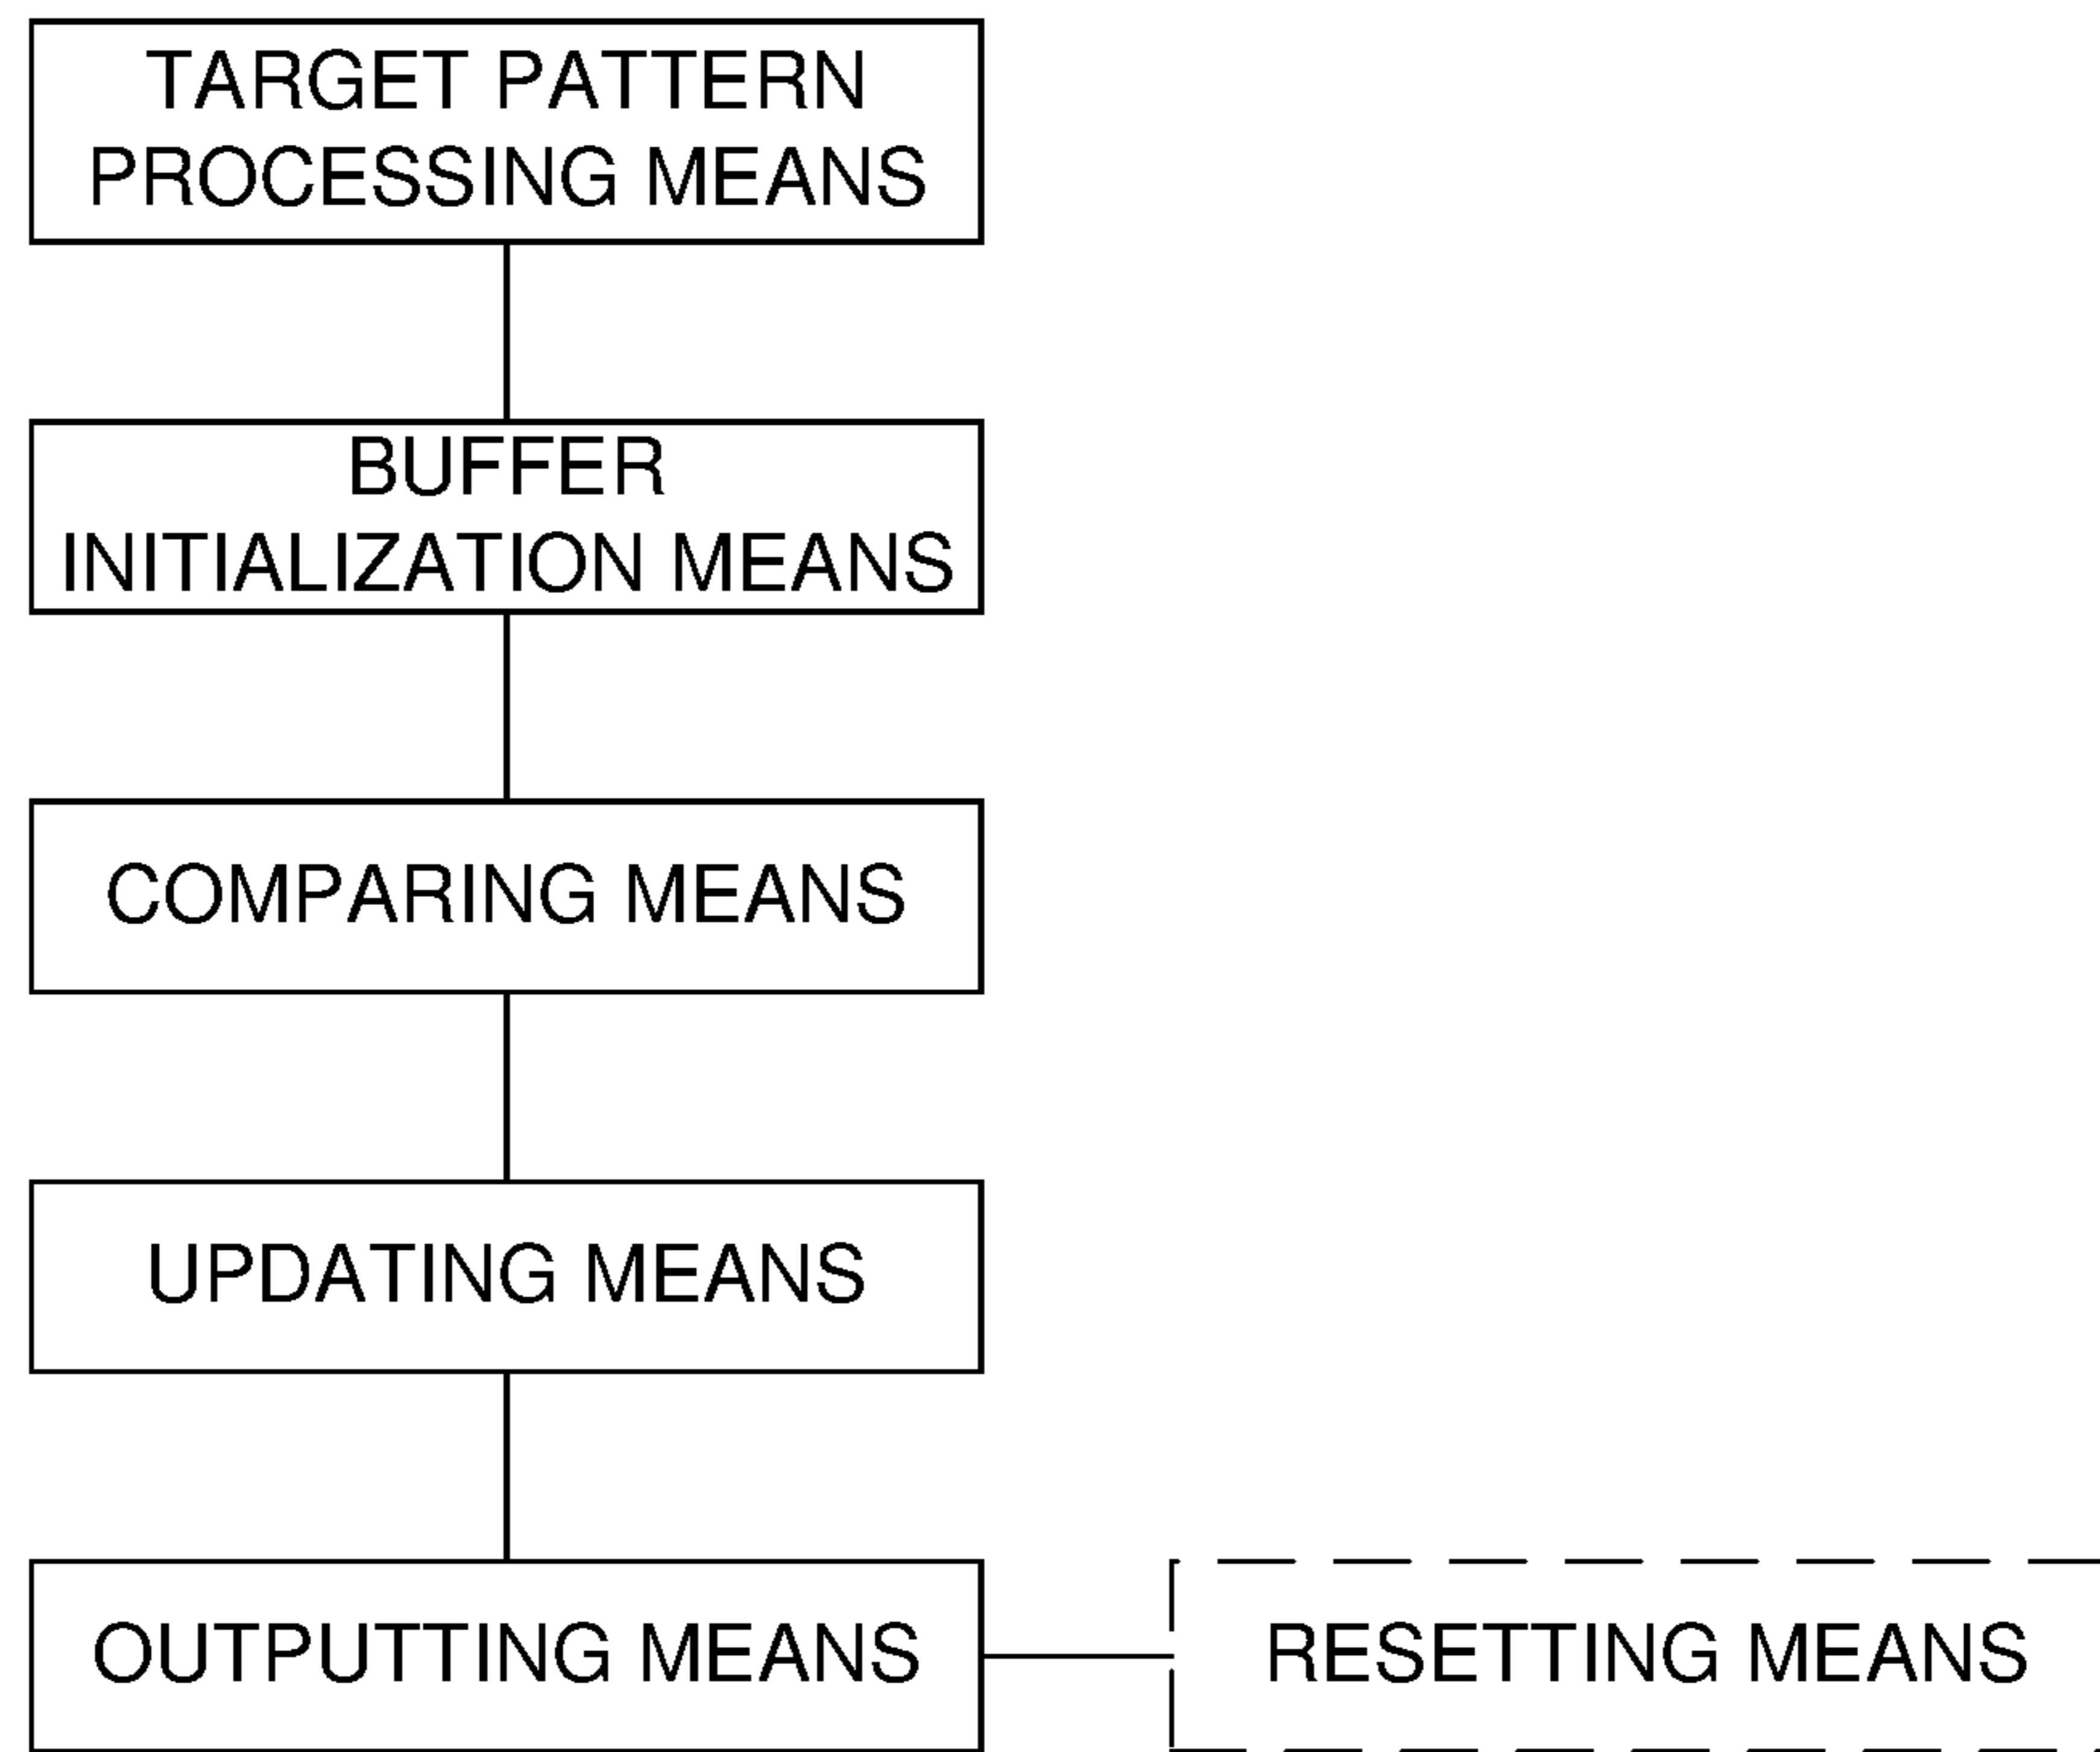 TARGET PATTERN
PROCESSING MEANS
BUFFER
INITIALIZATION MEANS
COMPARING MEANS
UPDATING MEANS
OUTPUTTING MEANS
RESETTING MEANS